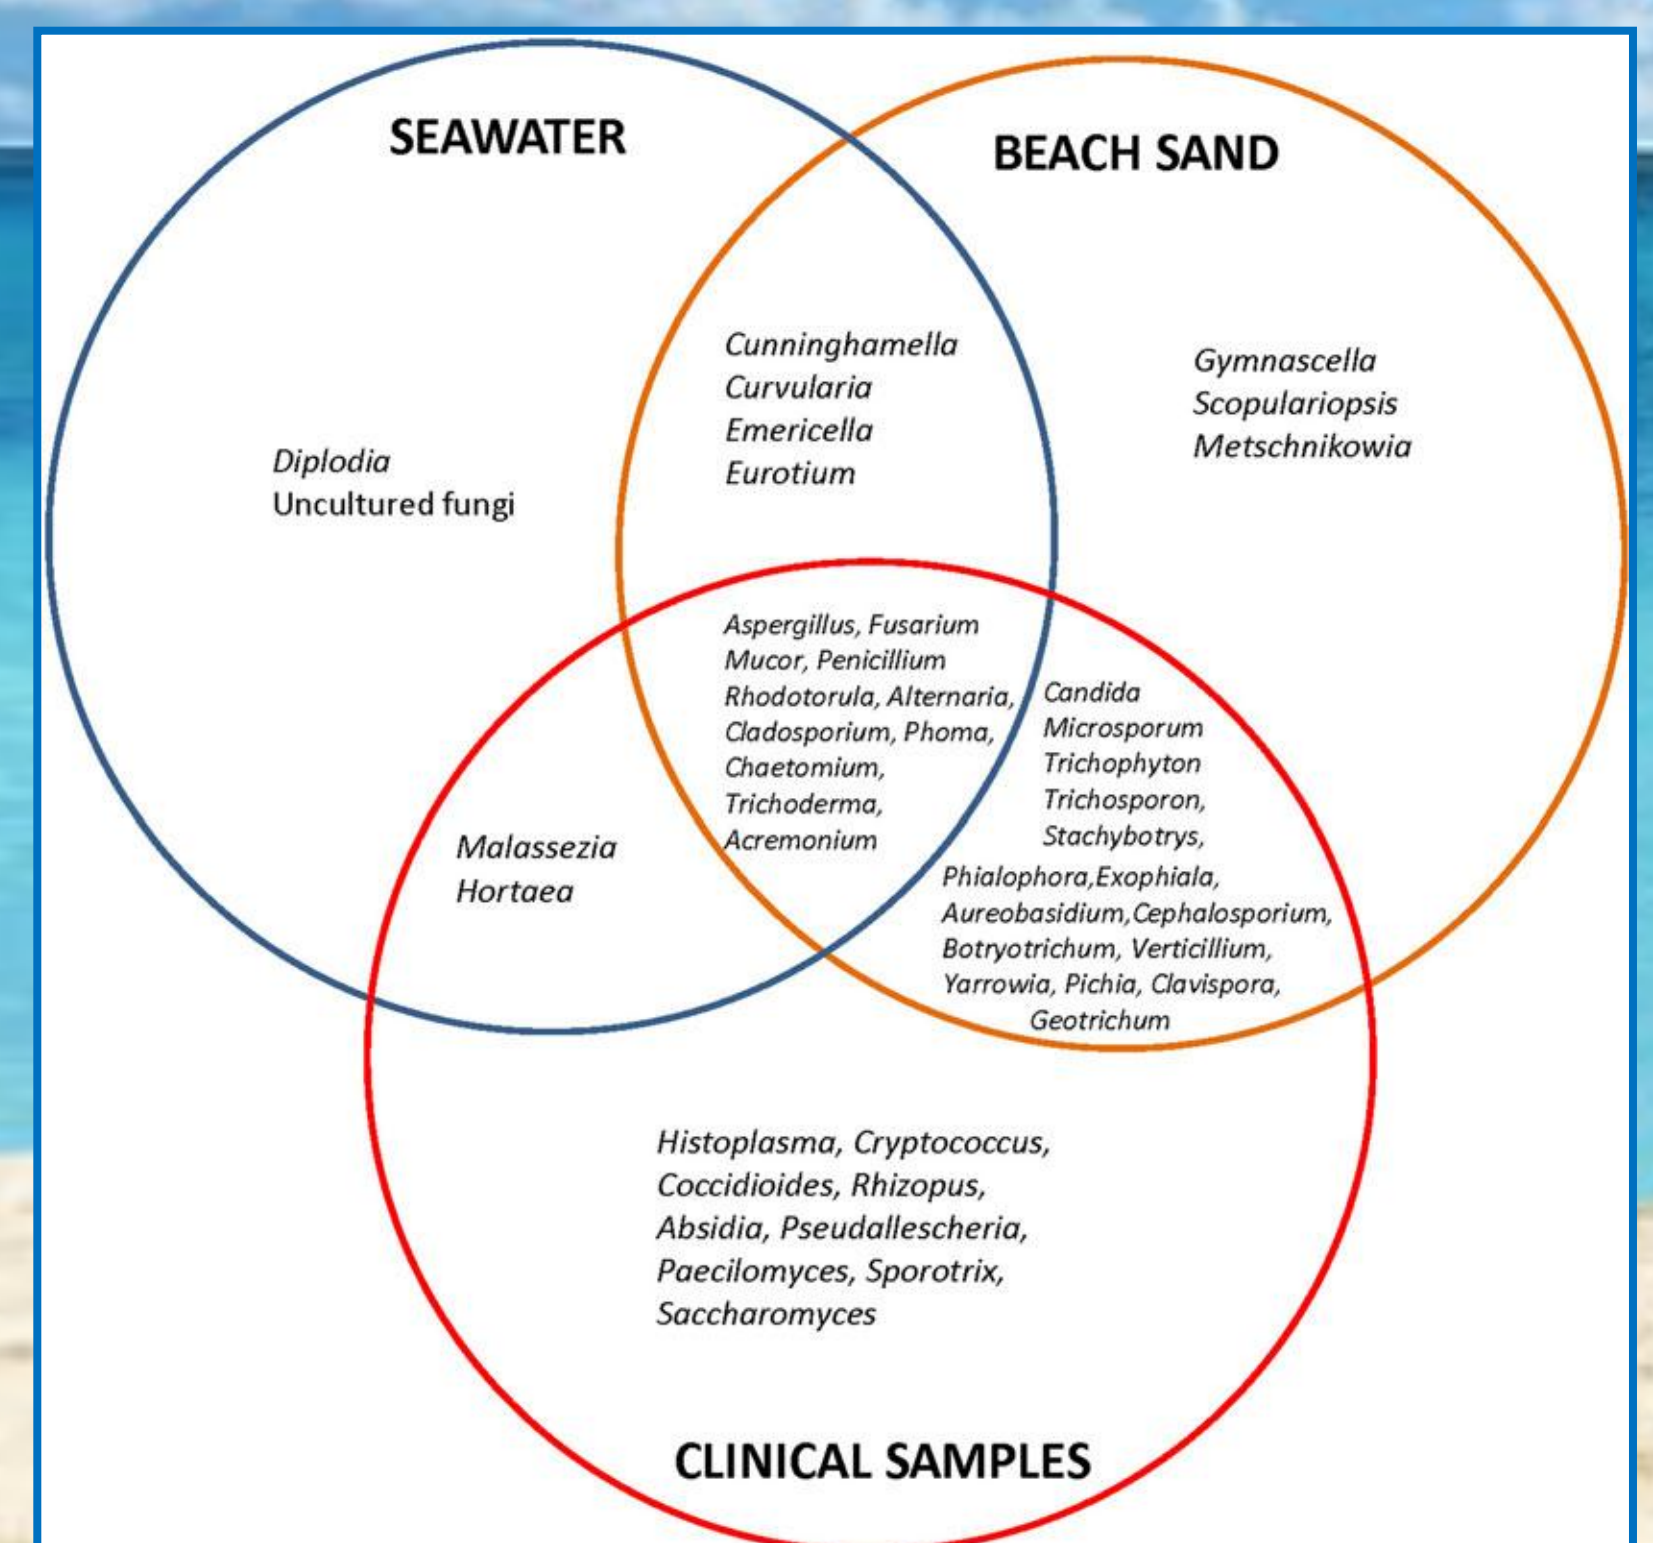 SEAWATER
BEACH SAND
Cunninghamella
Curvularia
Emericella
Eurotium
Gymnascella
Scopulariopsis
Metschnikowia
Diplodia
Uncultured fungi
Aspergillus, Fusarium
Mucor, Penicillium
Rhodotorula, Alternaria,
Cladosporium, Phoma,
Chaetomium,
Trichoderma,
Acremonium
Candida
Microsporum
Trichophyton
Trichosporon,
Stachybotrys,
Phialophora,Exophiala,
Aureobasidium,Cephalosporium,
Botryotrichum, Verticillium,
Yarrowia, Pichia, Clavispora,
Geotrichum
Malassezia
Hortaea
Histoplasma, Cryptococcus,
Coccidioides, Rhizopus,
Absidia, Pseudallescheria,
Paecilomyces, Sporotrix,
Saccharomyces
CLINICAL SAMPLES